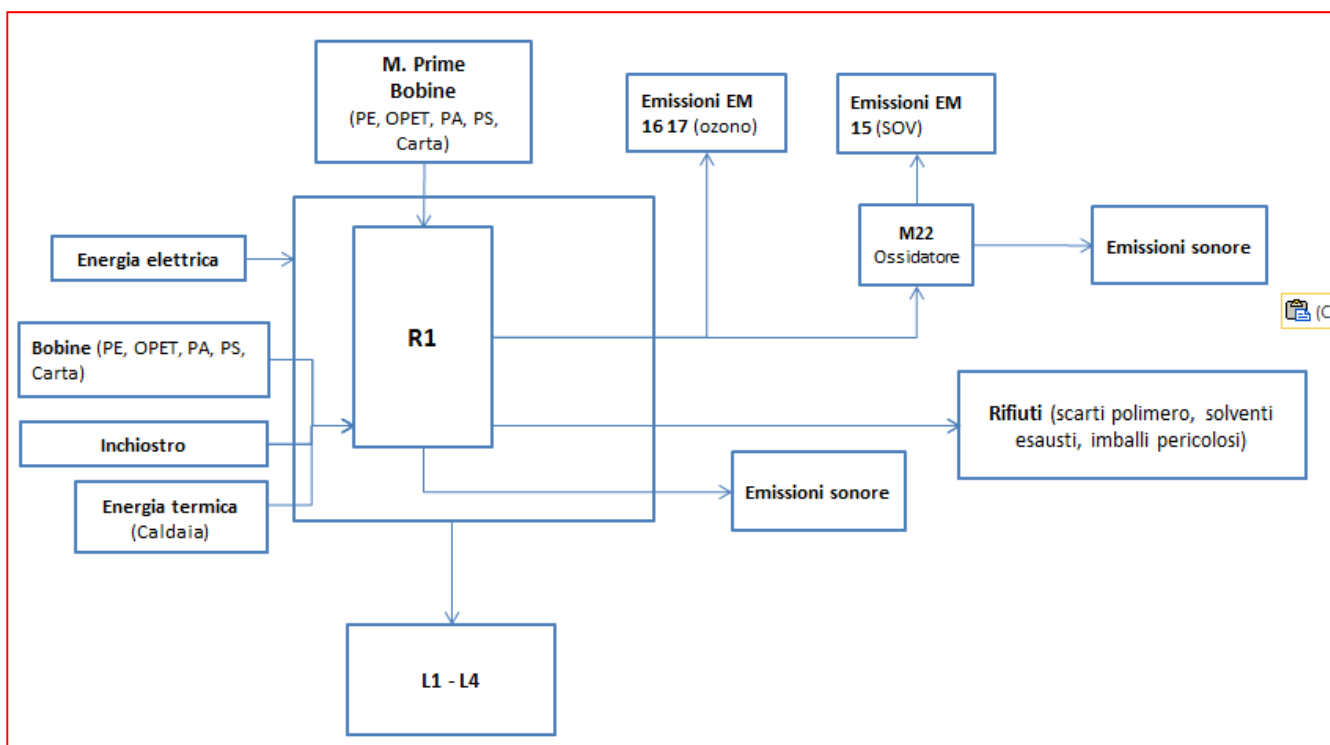 M. Prime
Bobine
(PE, OPET, PA, PS,
Carta)
Emissioni EM
16 17 (ozono)
Emissioni EM
15 (SOV)
M22
Ossidatore
Emissioni sonore
Energia elettrica
R1
Bobine (PE, OPET, PA, PS,
Carta)
Inchiostro
Energia termica
(Caldaia)
Rifiuti (scarti polimero, solventi
esausti, imballi pericolosi)
Emissioni sonore
L1 - L4
(C